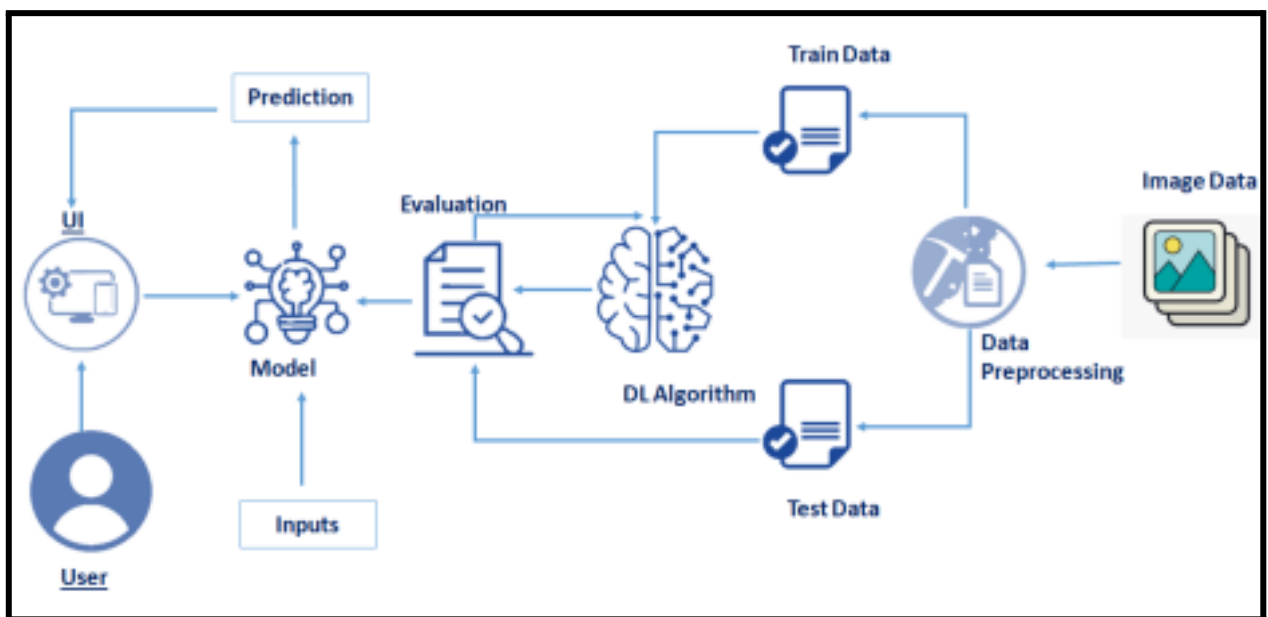 Train Data
Prediction
Image Data
Evaluation
UI
Data
Preprocessing
Model
DL Algorithm
Test Data
Inputs
User